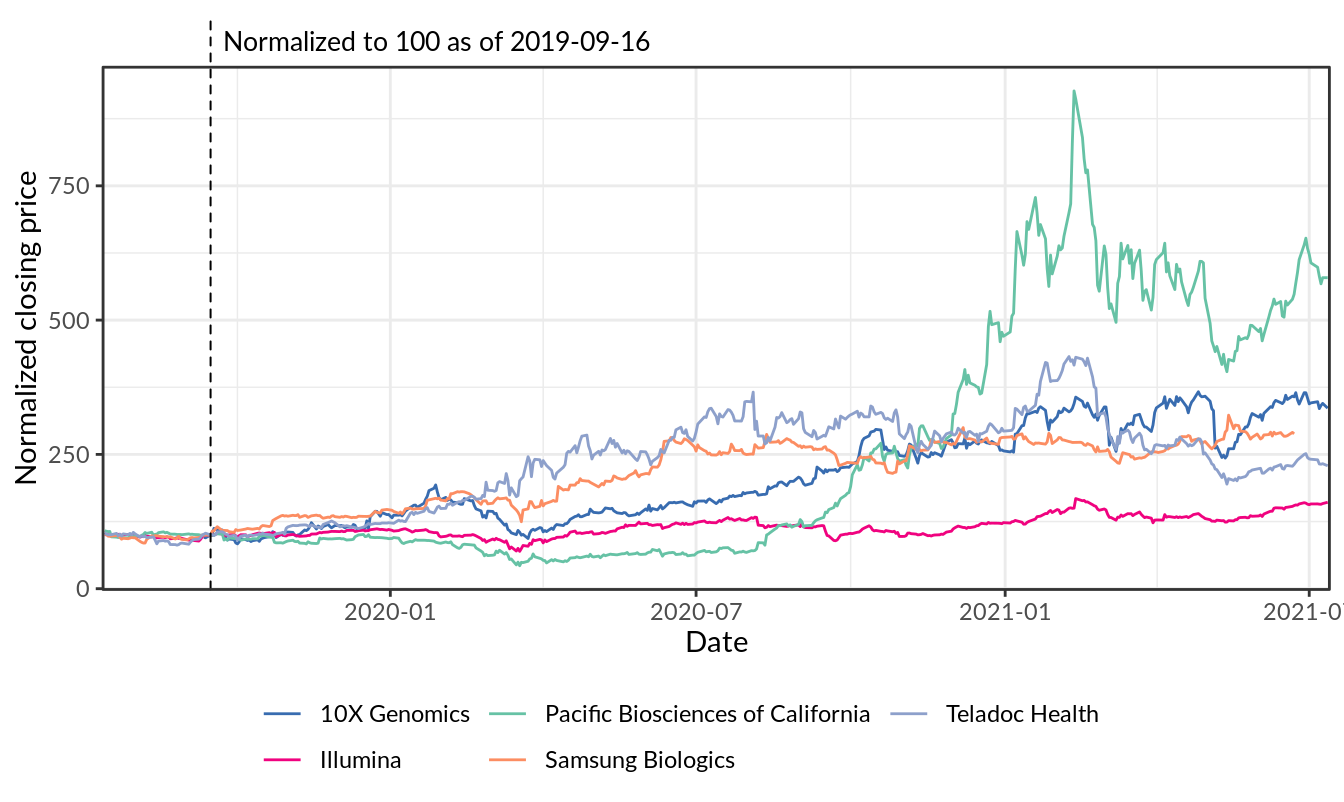 Normalized to 100 as of 2019-09-16
Normalized closing price
750
500
250
0
2020-01
2020-07
2021-01
2021-0
Date
10X Genomics
Pacific Biosciences of California
Teladoc Health
Illumina
Samsung Biologics